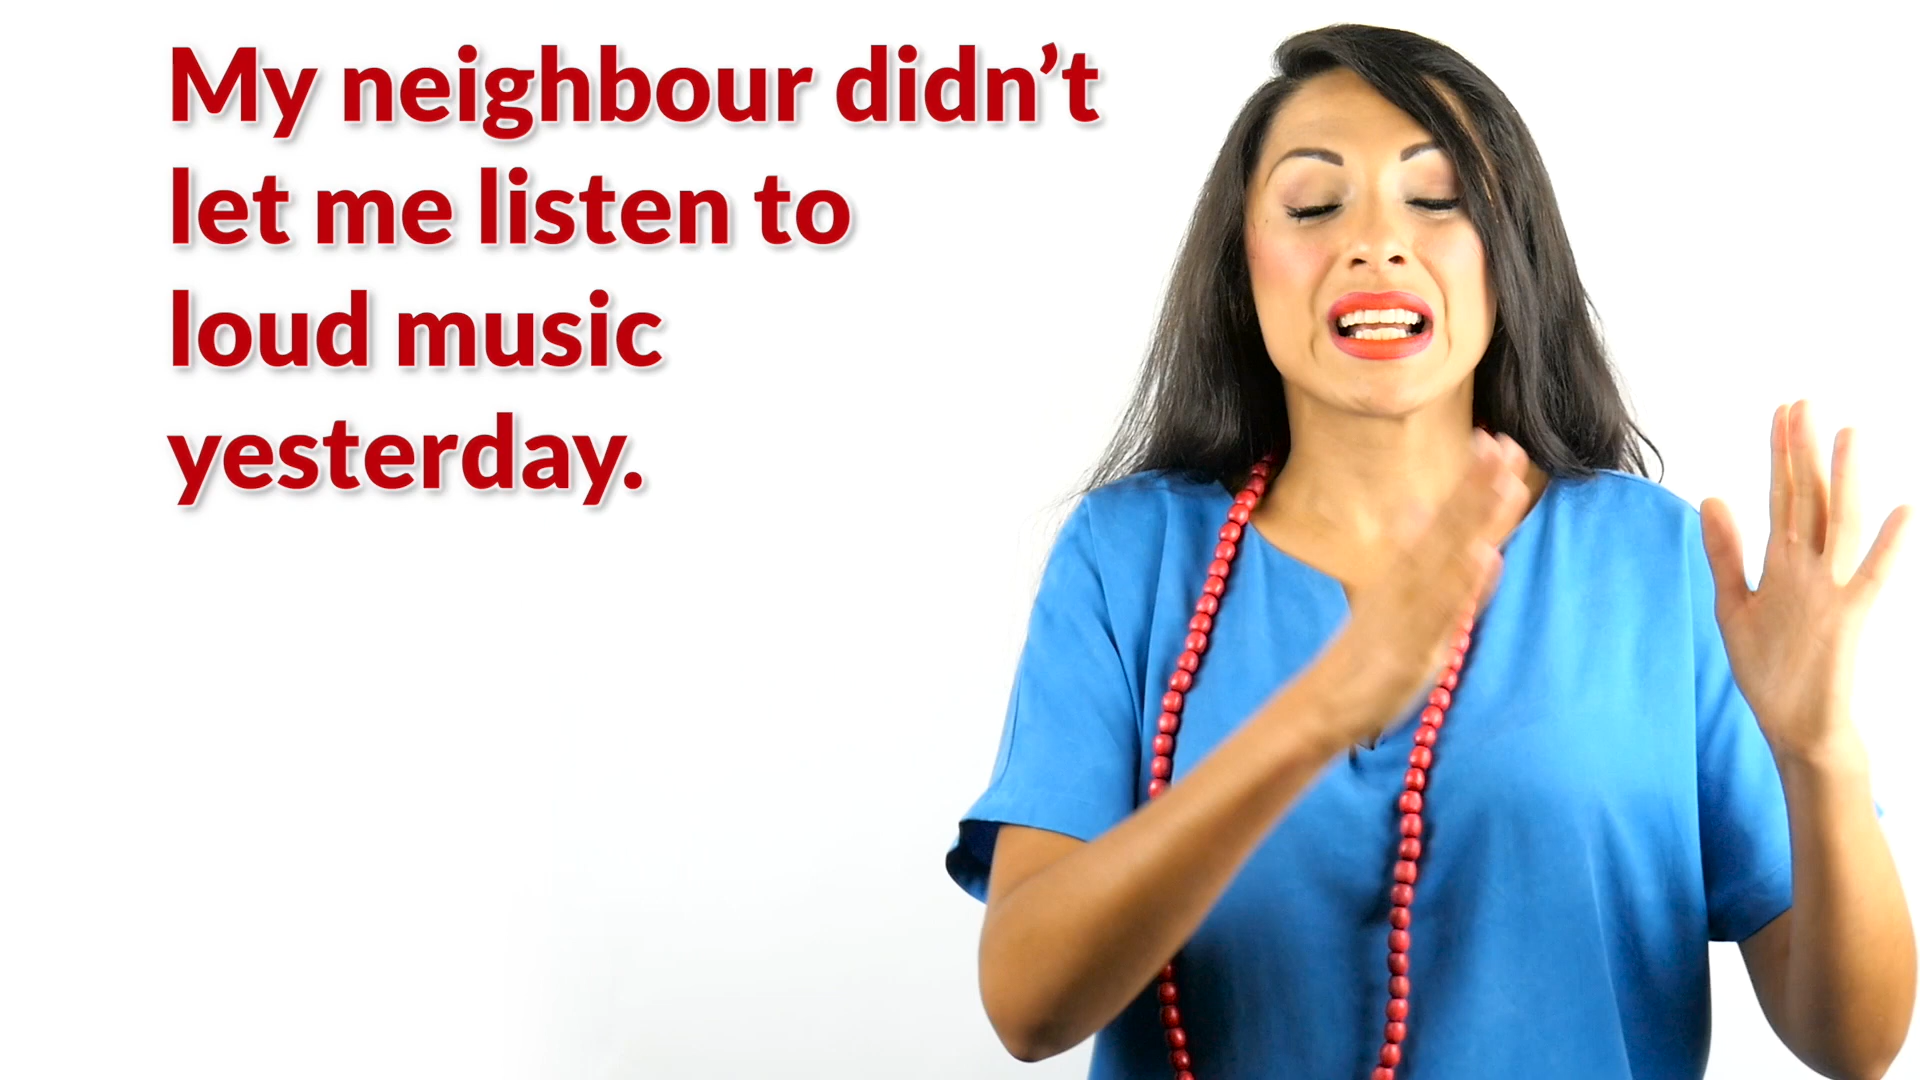 My neighbour didn’t
let me listen to
loud music
yesterday.